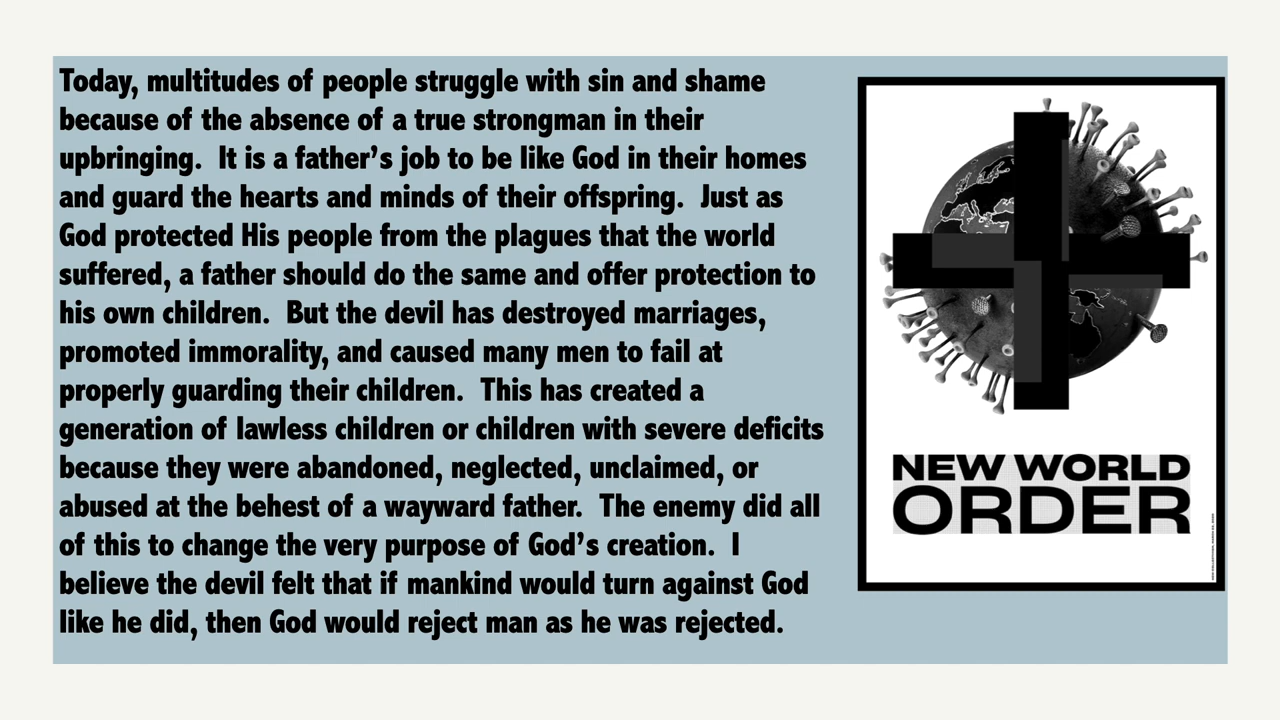 Today, multitudes of people struggle with sin and shame
because of the absence of a true strongman in their
upbringing.  It is a father’s job to be like God in their homes
and guard the hearts and minds of their offspring.  Just as
God protected His people from the plagues that the world
suffered, a father should do the same and offer protection to
his own children.  But the devil has destroyed marriages,
promoted immorality, and caused many men to fail at
properly guarding their children.  This has created a
generation of lawless children or children with severe deficits
because they were abandoned, neglected, unclaimed, or
abused at the behest of a wayward father.  The enemy did all
of this to change the very purpose of God’s creation.  I
believe the devil felt that if mankind would turn against God
like he did, then God would reject man as he was rejected.
NEW WORLD
ORDER